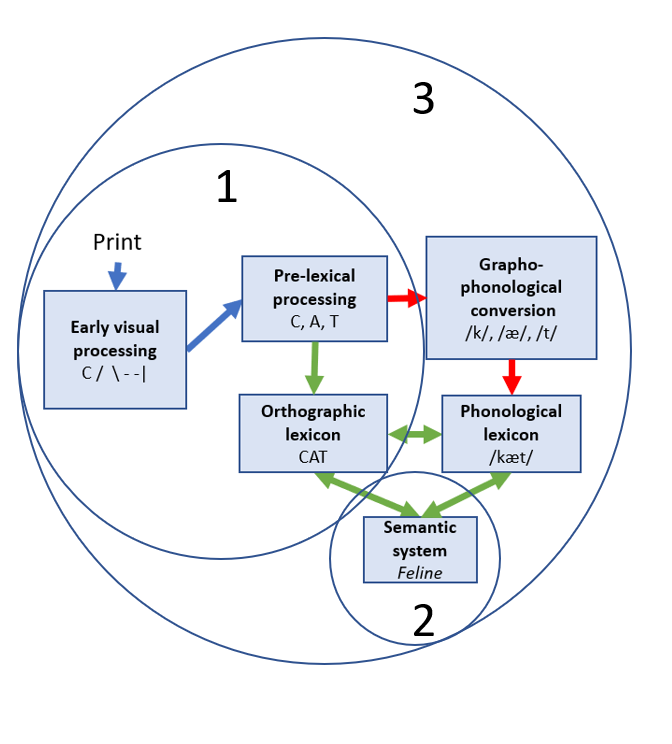 3
1
Print
Early visual
processing
C / \ - -|
Pre-lexical
processing
C, A, T
Grapho-
phonological
conversion
/k/, /æ/, /t/
Orthographic
lexicon
CAT
Phonological
lexicon
/kæt/
Semantic
system
Feline
2